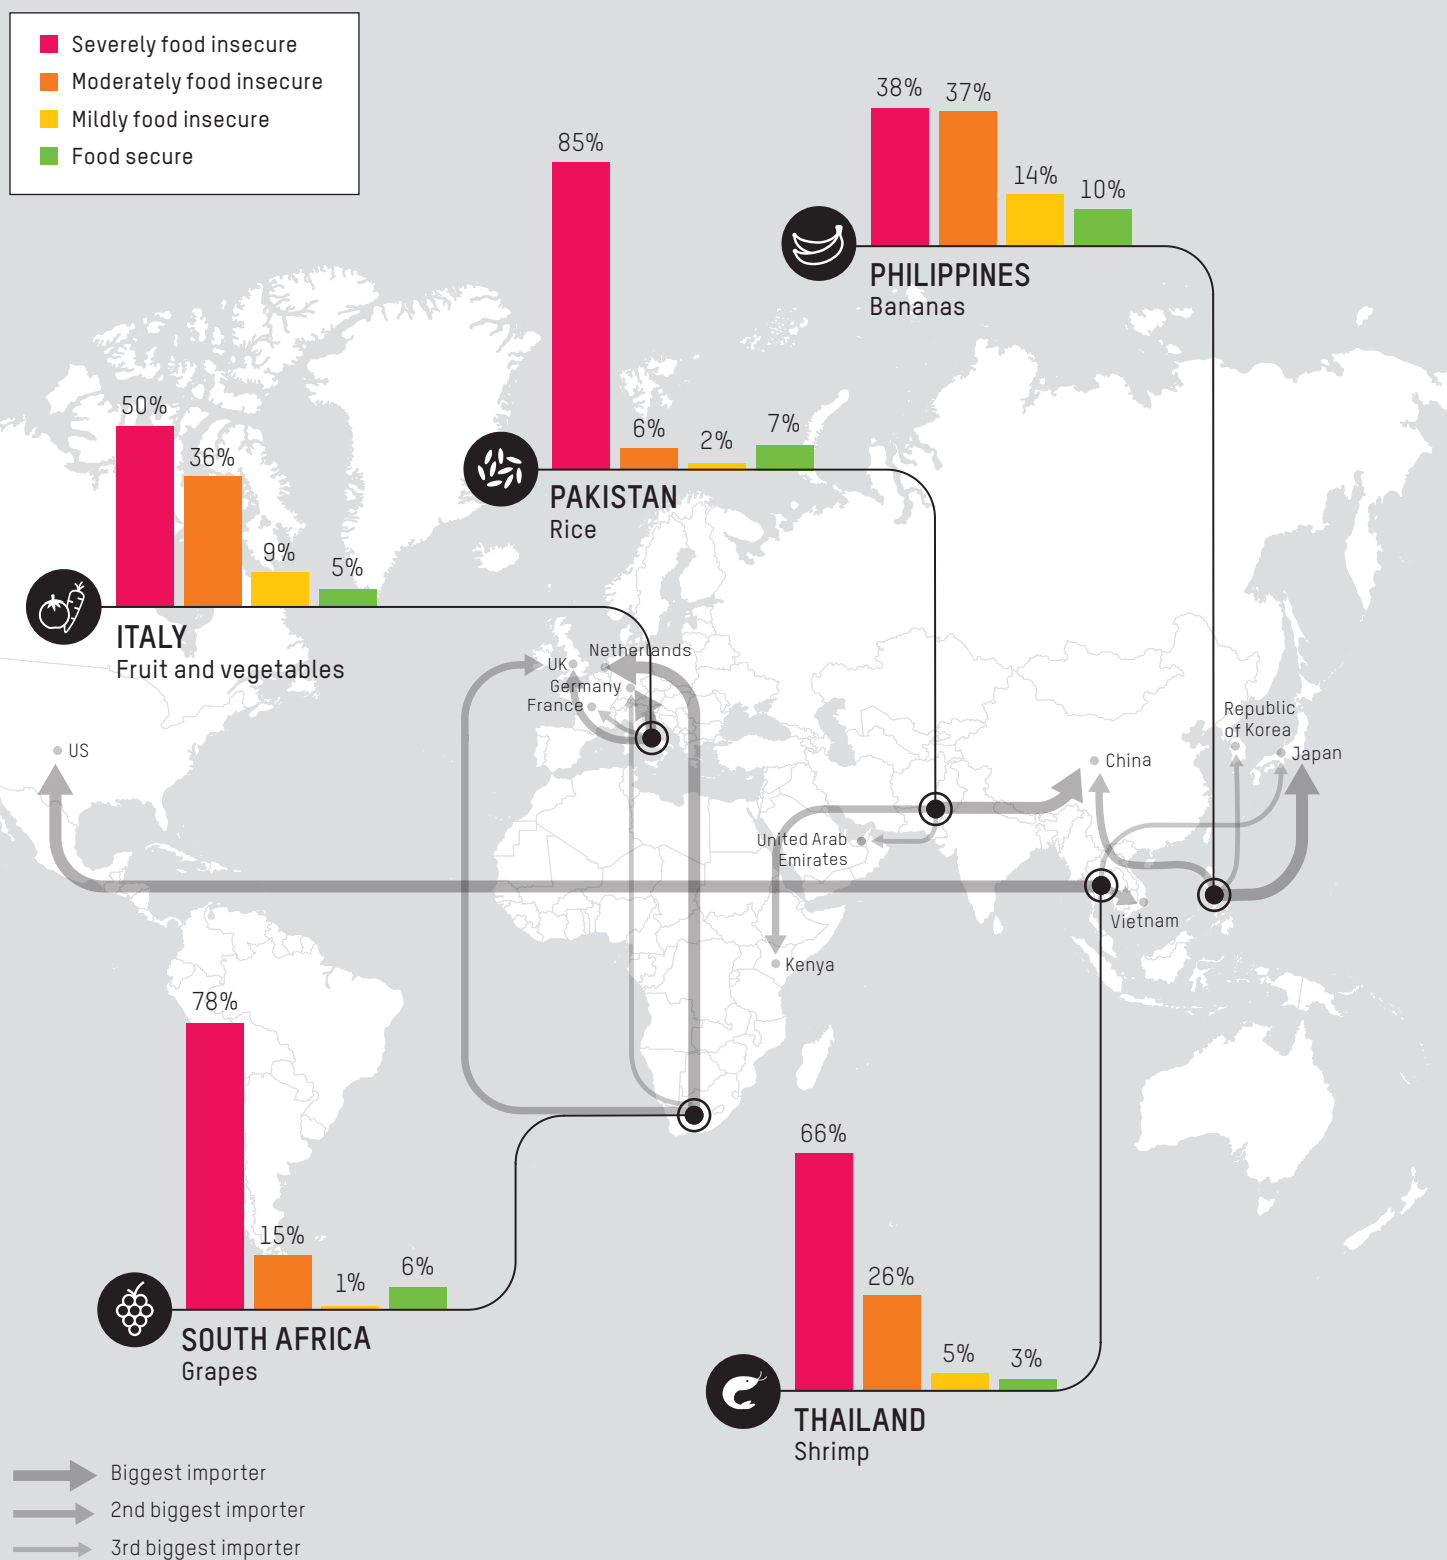 Severely food insecure
Moderately food insecure
Mildly food insecure
Food secure
38% 37% 14% 10%
PHILIPPINES
Bananas
85% 6% 2% 7%
PAKISTAN
Rice
50% 36% 9% 5%
ITALY
Fruit and vegetables
Netherlands
UK
Germany
France
US
Republic
of Korea
Japan
China
United Arab
Emirates
Vietnam
Kenya
78% 15% 1% 6%
SOUTH AFRICA
Grapes
66% 26% 5% 3%
THAILAND
Shrimp
Biggest importer
2nd biggest importer
3rd biggest importer